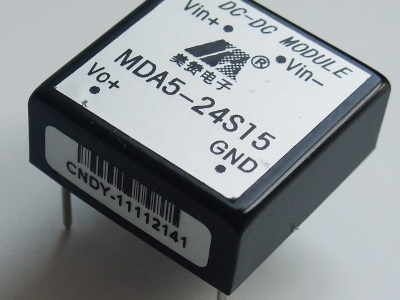 DC-DC MODULE
Vin+
Vin-
®
美赞电子
MDA5-24S15
Vo+
GND
CNDY-11112141